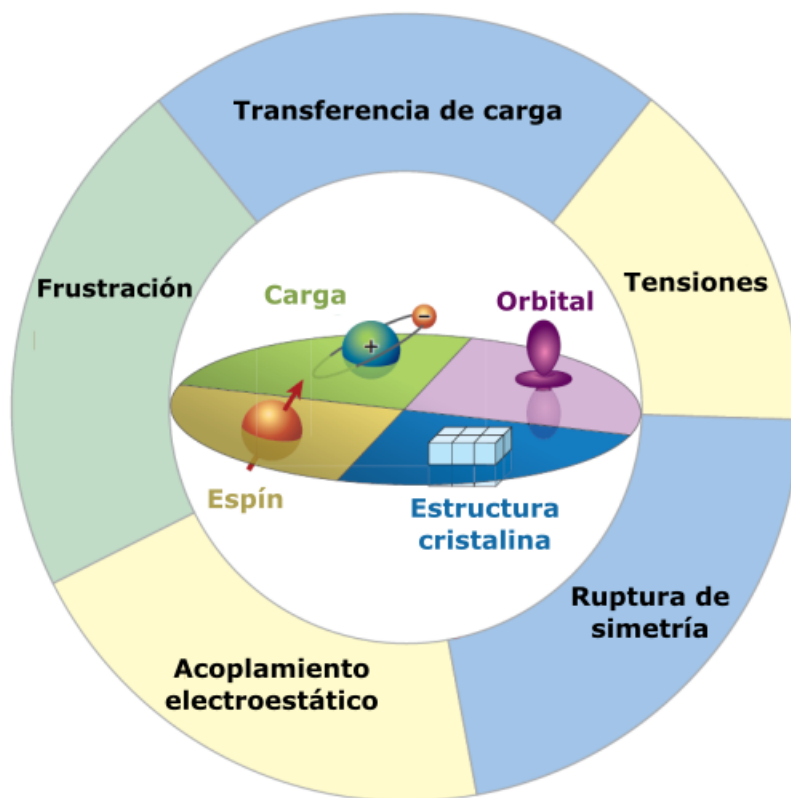 Transferencia de carga
Tensiones
Frustración
Carga
Orbital
−
+
Espín
Estructura
cristalina
Ruptura de
simetría
Acoplamiento
electroestático